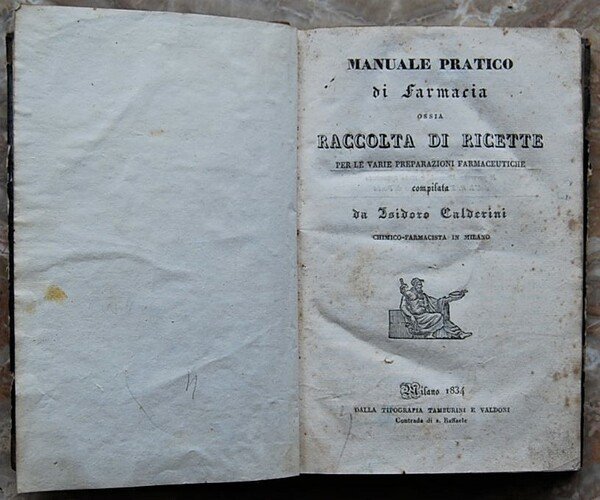 MANUALE PRATICO
di Farmacia
OSSIA
RACCOLTA DI RICETTE
PER LE VARIE PREPARAZIONI FARMACEUTICHE
compilata
da Isidoro Calderini
CHIMICO-FARMACISTA IN MILANO
Milano 1834
DALLA TIPOGRAFIA TAMBURINI E VALDONI
Contrada di s. Raffaele